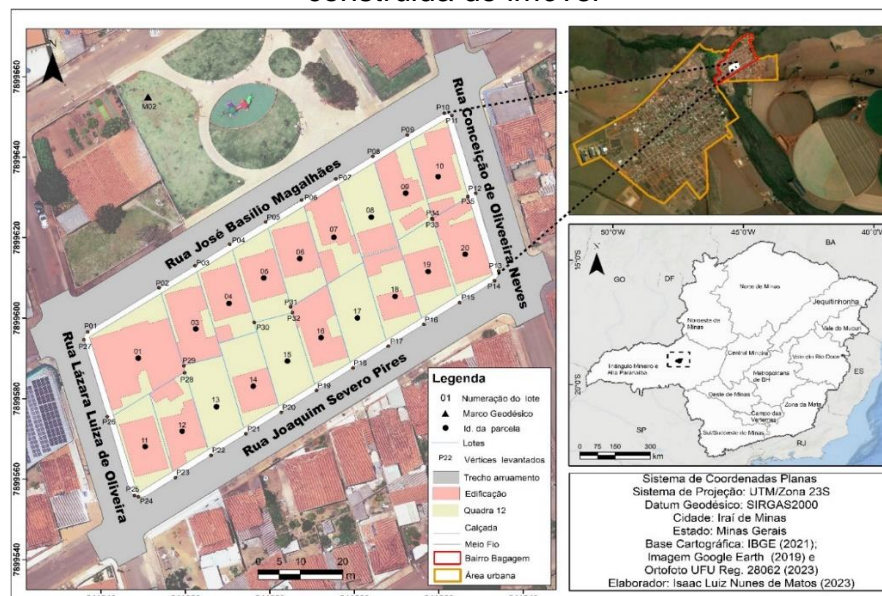 construída do imóvel
N
M02
Rua José Basilio Magalhães
Rua Conceição de Oliveeira Neves
Rua Lázara Luiza de Oliveira
Rua Joaquim Severo Pires
P01
P02
P03
P04
P05
P06
P07
P08
P09
P10
P11
P12
P35
P34
P33
P13
P14
P15
P16
P17
P18
P19
P20
P21
P22
P23
P24
P25
P26
P27
P28
P29
P30
P31
P32
01
03
04
05
06
07
08
09
10
11
12
13
14
15
16
17
18
19
20
7899660
7899640
7899620
7899600
7899580
7899560
7899540
0 5 10 20
m
Legenda
01 Numeração do lote
Marco Geodésico
Id. da parcela
Lotes
P22 Vértices levantados
Trecho arruamento
Edificação
Quadra 12
Calçada
Meio Fio
Bairro Bagagem
Área urbana
50°0'W 45°0'W 40°0'W
15°0'S
20°0'S
N
BA
GO
DF
ES
SP
RJ
Norte de Minas
Jequitinhonha
Noroeste de Minas
Vale do Mucuri
Central Mineira
Vale do Rio Doce
Triângulo Mineiro e Alto Paranaíba
Metropolitana de BH
Oeste de Minas
Zona da Mata
Campo das Vertentes
Sul/Sudoeste de Minas
0 75 150 300
km
Sistema de Coordenadas Planas
Sistema de Projeção: UTM/Zona 23S
Datum Geodésico: SIRGAS2000
Cidade: Iraí de Minas
Estado: Minas Gerais
Base Cartográfica: IBGE (2021);
Imagem Google Earth (2019) e
Ortofoto UFU Reg. 28062 (2023)
Elaborador: Isaac Luiz Nunes de Matos (2023)